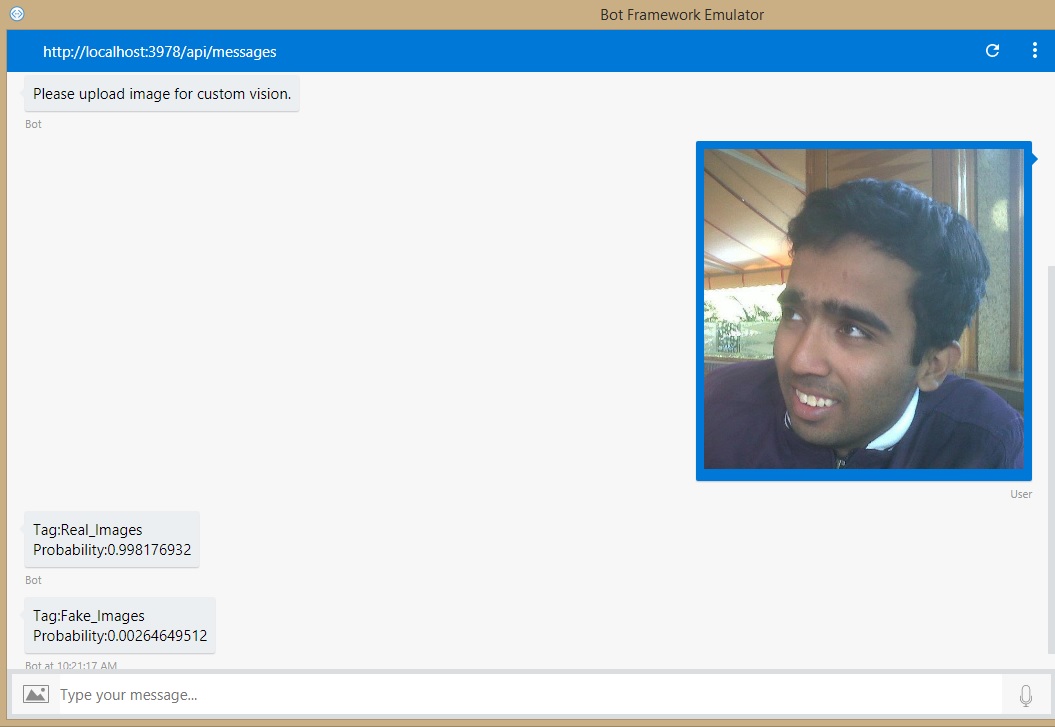 Bot Framework Emulator
http://localhost:3978/api/messages
Please upload image for custom vision.
Bot
User
Tag:Real_Images
Probability:0.998176932
Bot
Tag:Fake_Images
Probability:0.00264649512
Bot at 10:21:17 AM
Type your message...